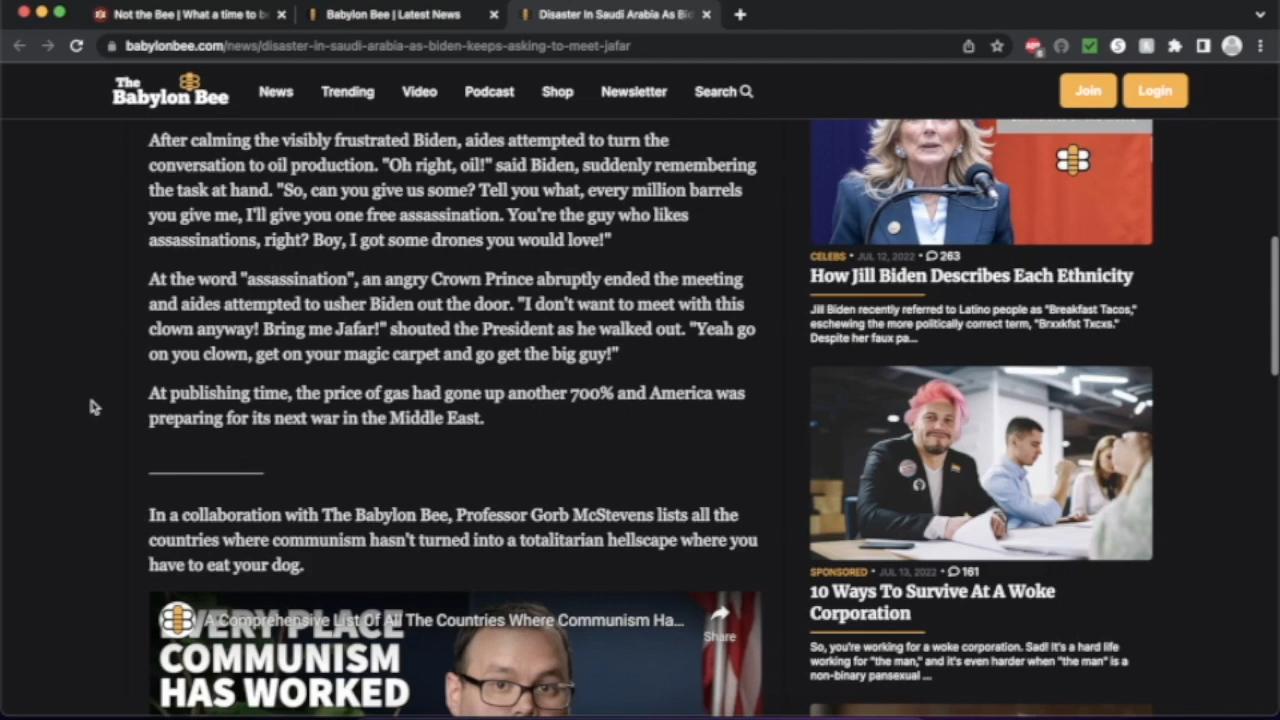 Not the Bee | What a time to be
Babylon Bee | Latest News
Disaster In Saudi Arabia As Bi
babylonbee.com/news/disaster-in-saudi-arabia-as-biden-keeps-asking-to-meet-jafar
The
Babylon Bee
News
Trending
Video
Podcast
Shop
Newsletter
Search
Join
Login
After calming the visibly frustrated Biden, aides attempted to turn the
conversation to oil production. "Oh right, oil!" said Biden, suddenly remembering
the task at hand. "So, can you give us some? Tell you what, every million barrels
you give me, I'll give you one free assassination. You're the guy who likes
assassinations, right? Boy, I got some drones you would love!"
At the word "assassination", an angry Crown Prince abruptly ended the meeting
and aides attempted to usher Biden out the door. "I don't want to meet with this
clown anyway! Bring me Jafar!" shouted the President as he walked out. "Yeah go
on you clown, get on your magic carpet and go get the big guy!"
At publishing time, the price of gas had gone up another 700% and America was
preparing for its next war in the Middle East.
In a collaboration with The Babylon Bee, Professor Gorb McStevens lists all the
countries where communism hasn't turned into a totalitarian hellscape where you
have to eat your dog.
A Comprehensive List Of All The Countries Where Communism Ha...
Share
EVERY PLACE
COMMUNISM
HAS WORKED
CELEBS • JUL 12, 2022 • 263
How Jill Biden Describes Each Ethnicity
Jill Biden recently referred to Latino people as "Breakfast Tacos,"
eschewing the more politically correct term, "Brxxkfst Txcxs."
Despite her faux pa...
SPONSORED • JUL 13, 2022 • 161
10 Ways To Survive At A Woke
Corporation
So, you're working for a woke corporation. Sad! It's a hard life
working for "the man," and it's even harder when "the man" is a
non-binary pansexual ...